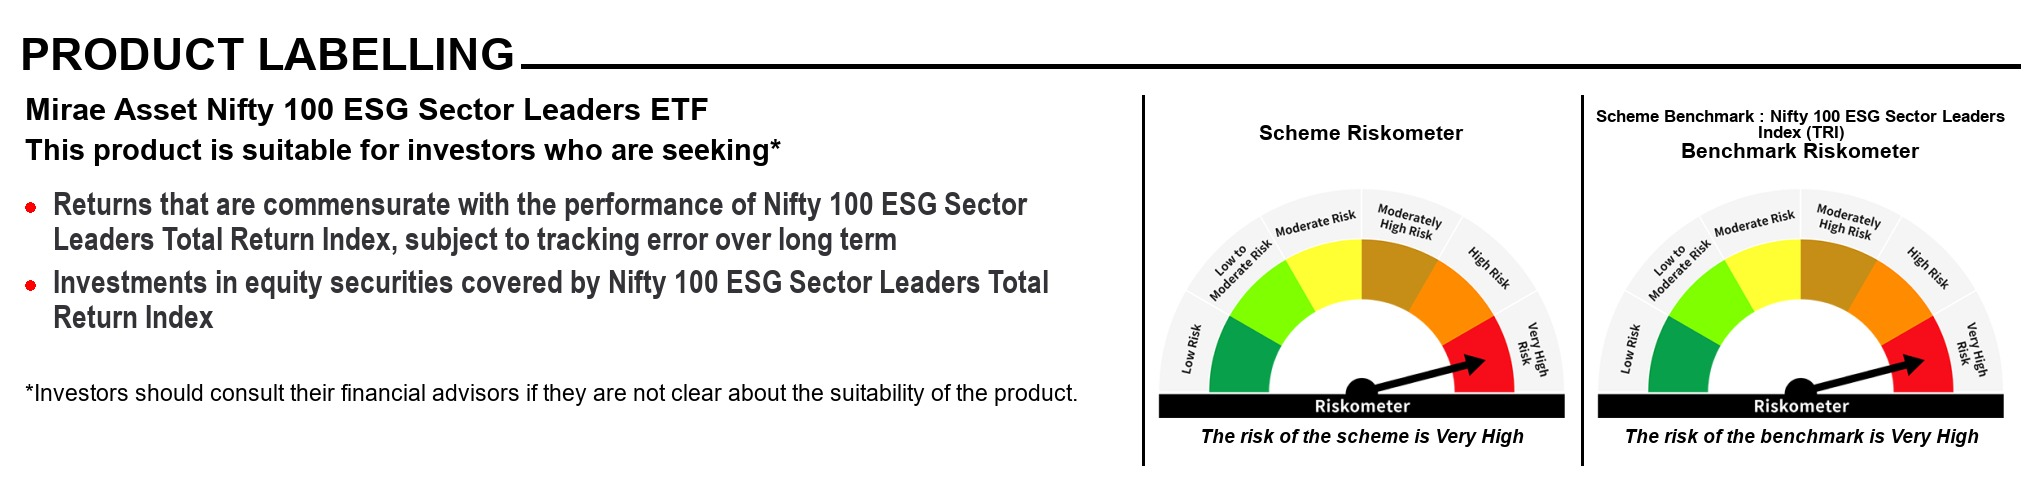 PRODUCT LABELLING
Mirae Asset Nifty 100 ESG Sector Leaders ETF
This product is suitable for investors who are seeking*
• Returns that are commensurate with the performance of Nifty 100 ESG Sector
Leaders Total Return Index, subject to tracking error over long term
• Investments in equity securities covered by Nifty 100 ESG Sector Leaders Total
Return Index
*Investors should consult their financial advisors if they are not clear about the suitability of the product.
Scheme Riskometer
Low Risk
Low to
Moderate Risk
Moderate Risk
Moderately
High Risk
High Risk
Very High
Risk
Riskometer
The risk of the scheme is Very High
Scheme Benchmark : Nifty 100 ESG Sector Leaders
Index (TRI)
Benchmark Riskometer
Low Risk
Low to
Moderate Risk
Moderate Risk
Moderately
High Risk
High Risk
Very High
Risk
Riskometer
The risk of the benchmark is Very High